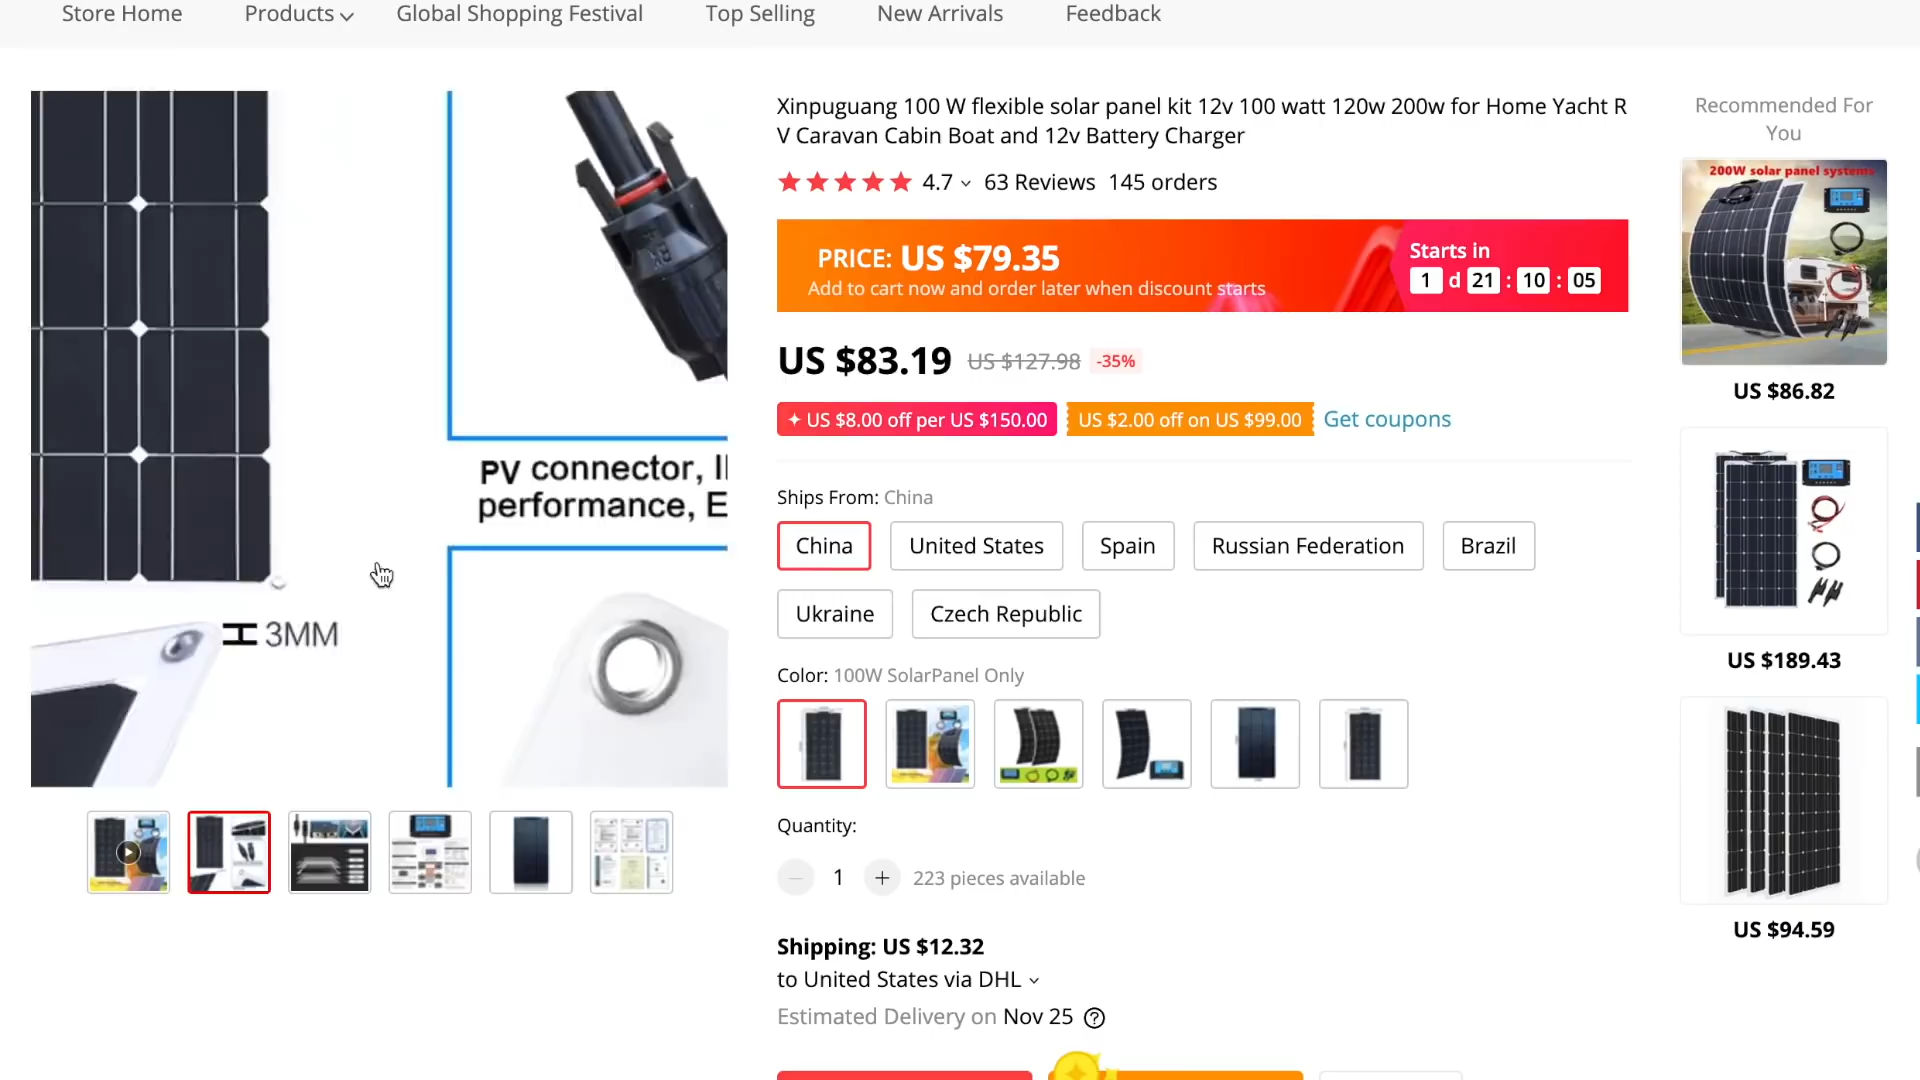 Store Home
Products
Global Shopping Festival
Top Selling
New Arrivals
Feedback
PV connector,
performance,
3MM
Xinpuguang 100 W flexible solar panel kit 12v 100 watt 120w 200w for Home Yacht R
V Caravan Cabin Boat and 12v Battery Charger
4.7
63 Reviews
145 orders
PRICE: US $79.35
Add to cart now and order later when discount starts
Starts in
1 d 21 : 10 : 05
US $83.19
US $127.98
-35%
US $8.00 off per US $150.00
US $2.00 off on US $99.00
Get coupons
Ships From: China
China
United States
Spain
Russian Federation
Brazil
Ukraine
Czech Republic
Color: 100W SolarPanel Only
Quantity:
1
223 pieces available
Shipping: US $12.32
to United States via DHL
Estimated Delivery on Nov 25
Recommended For
You
200W solar panel systems
US $86.82
US $189.43
US $94.59